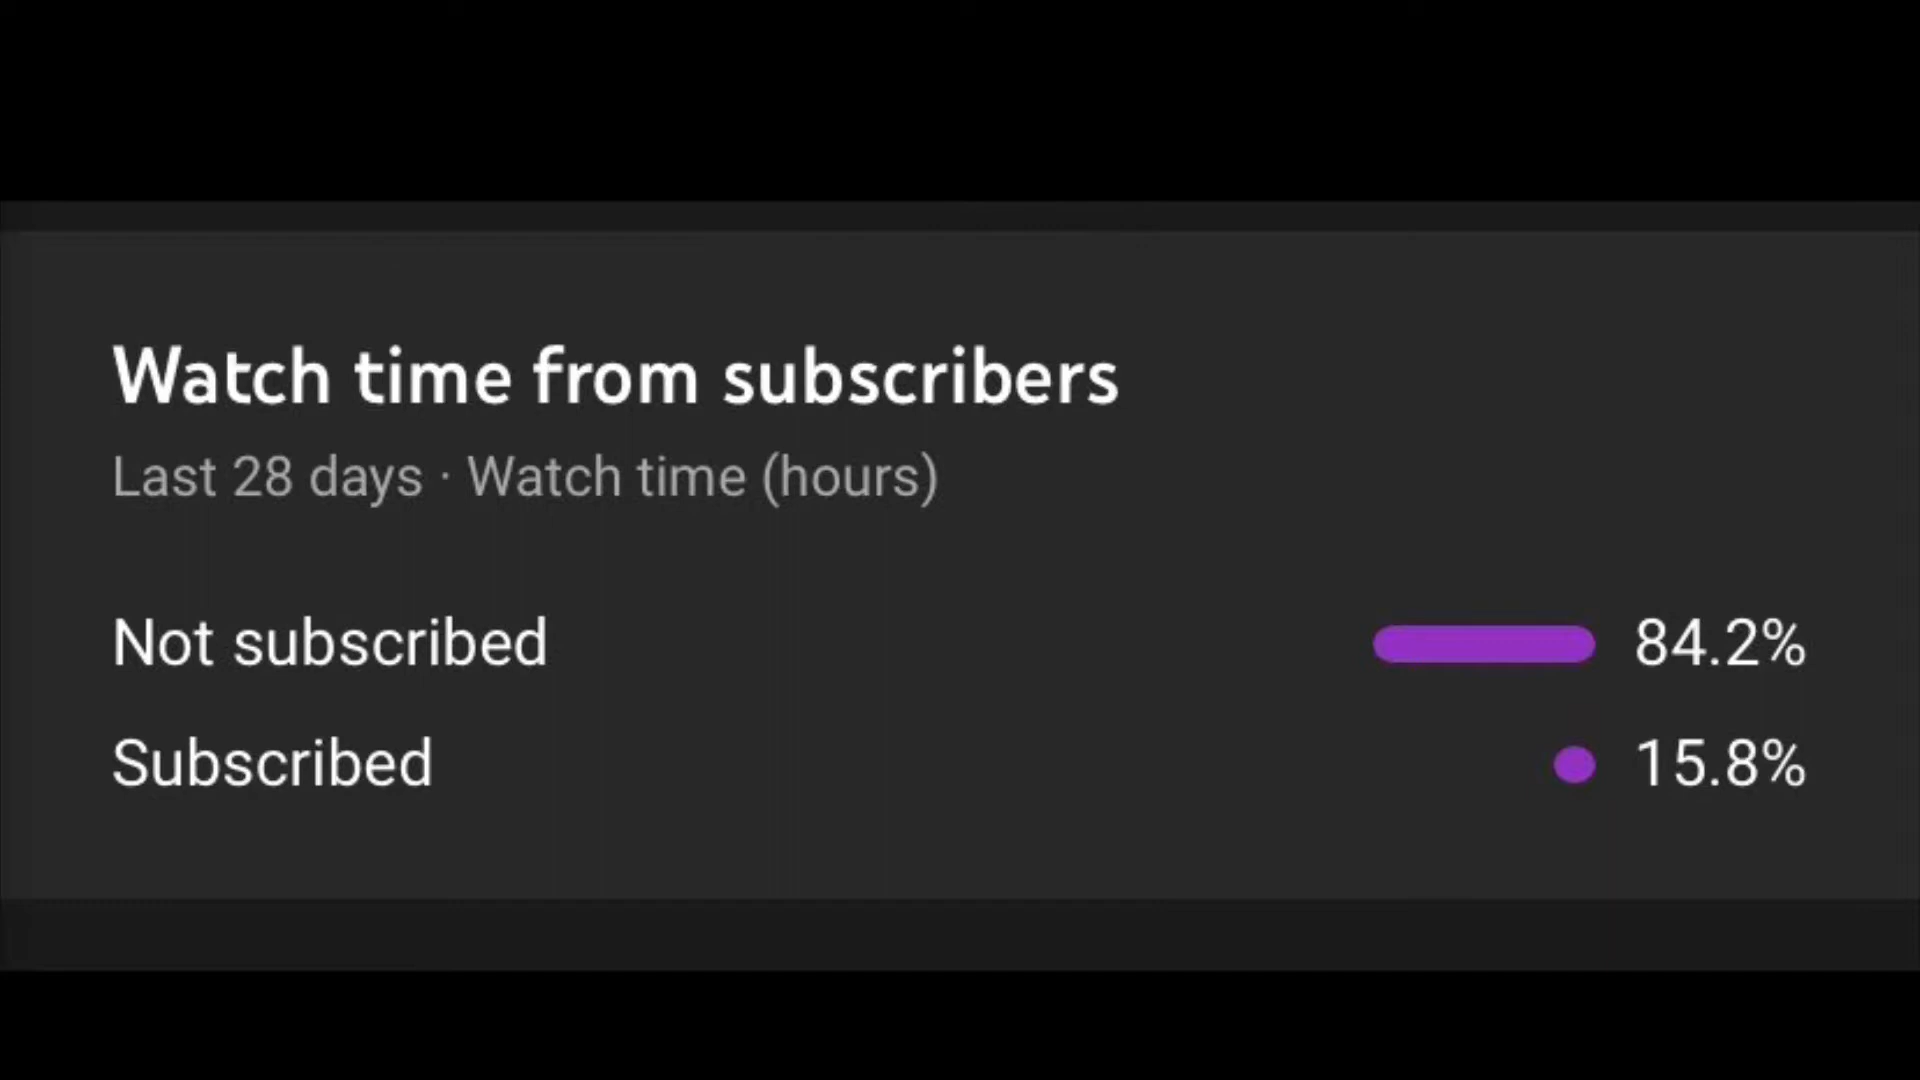 Watch time from subscribers
Last 28 days · Watch time (hours)
Not subscribed 84.2%
Subscribed 15.8%